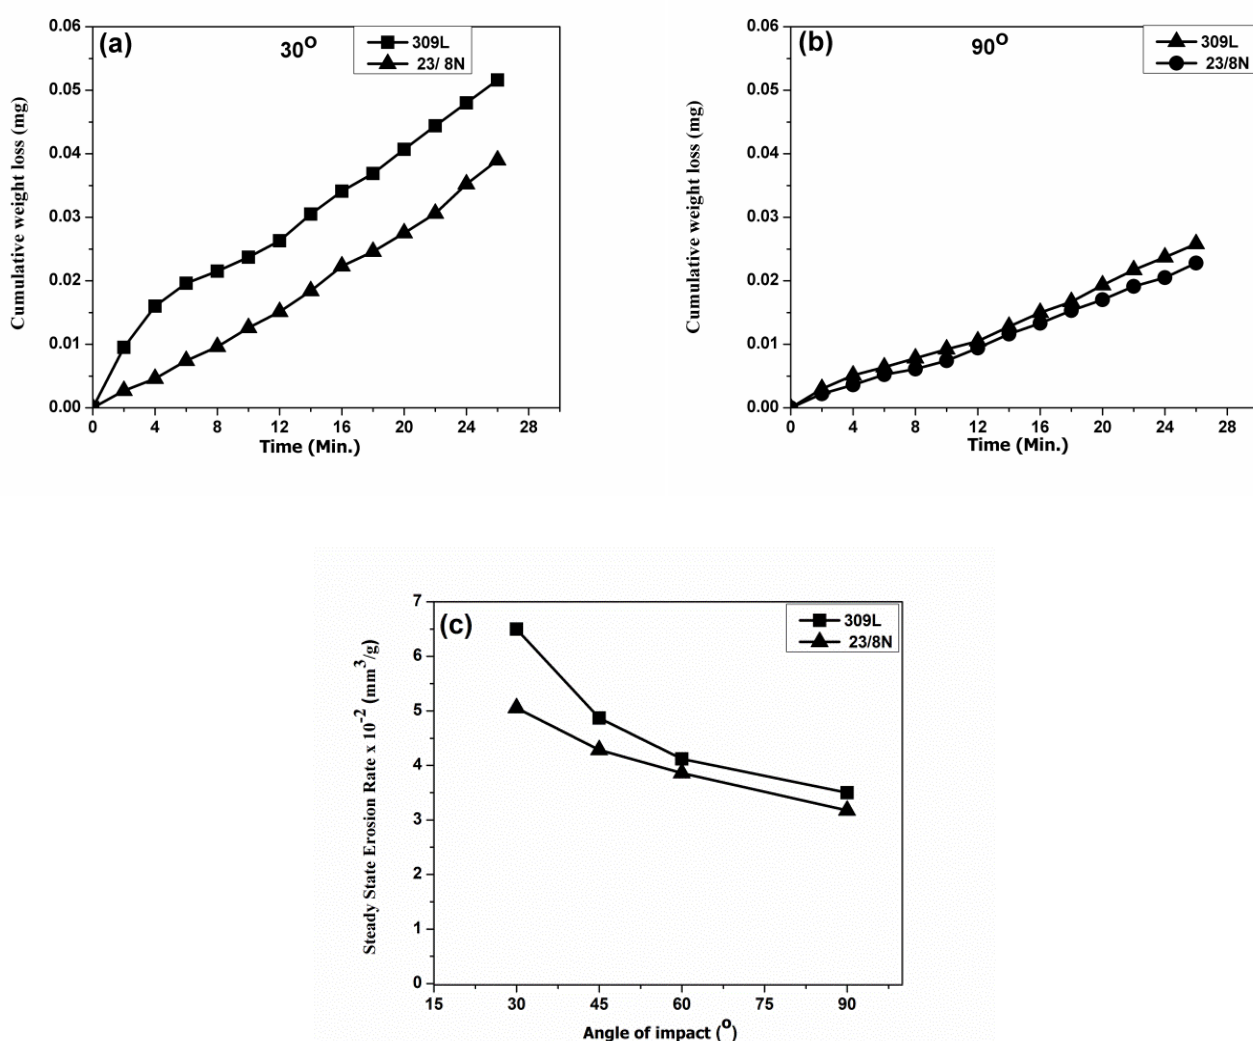 (a)
30°
309L
23/ 8N
0.06
0.05
0.04
0.03
0.02
0.01
0.00
Cumulative weight loss (mg)
0 4 8 12 16 20 24 28
Time (Min.)
(b)
90°
309L
23/8N
0.06
0.05
0.04
0.03
0.02
0.01
0.00
Cumulative weight loss (mg)
0 4 8 12 16 20 24 28
Time (Min.)
(c)
309L
23/8N
7
6
5
4
3
2
1
0
Steady State Erosion Rate x 10⁻² (mm³/g)
15 30 45 60 75 90
Angle of impact (°)